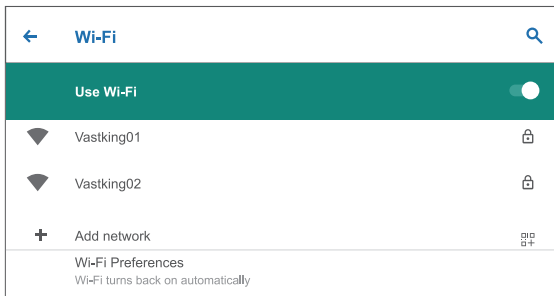 Wi-Fi
Use Wi-Fi
Vastking01
Vastking02
Add network
Wi-Fi Preferences
Wi-Fi turns back on automatically